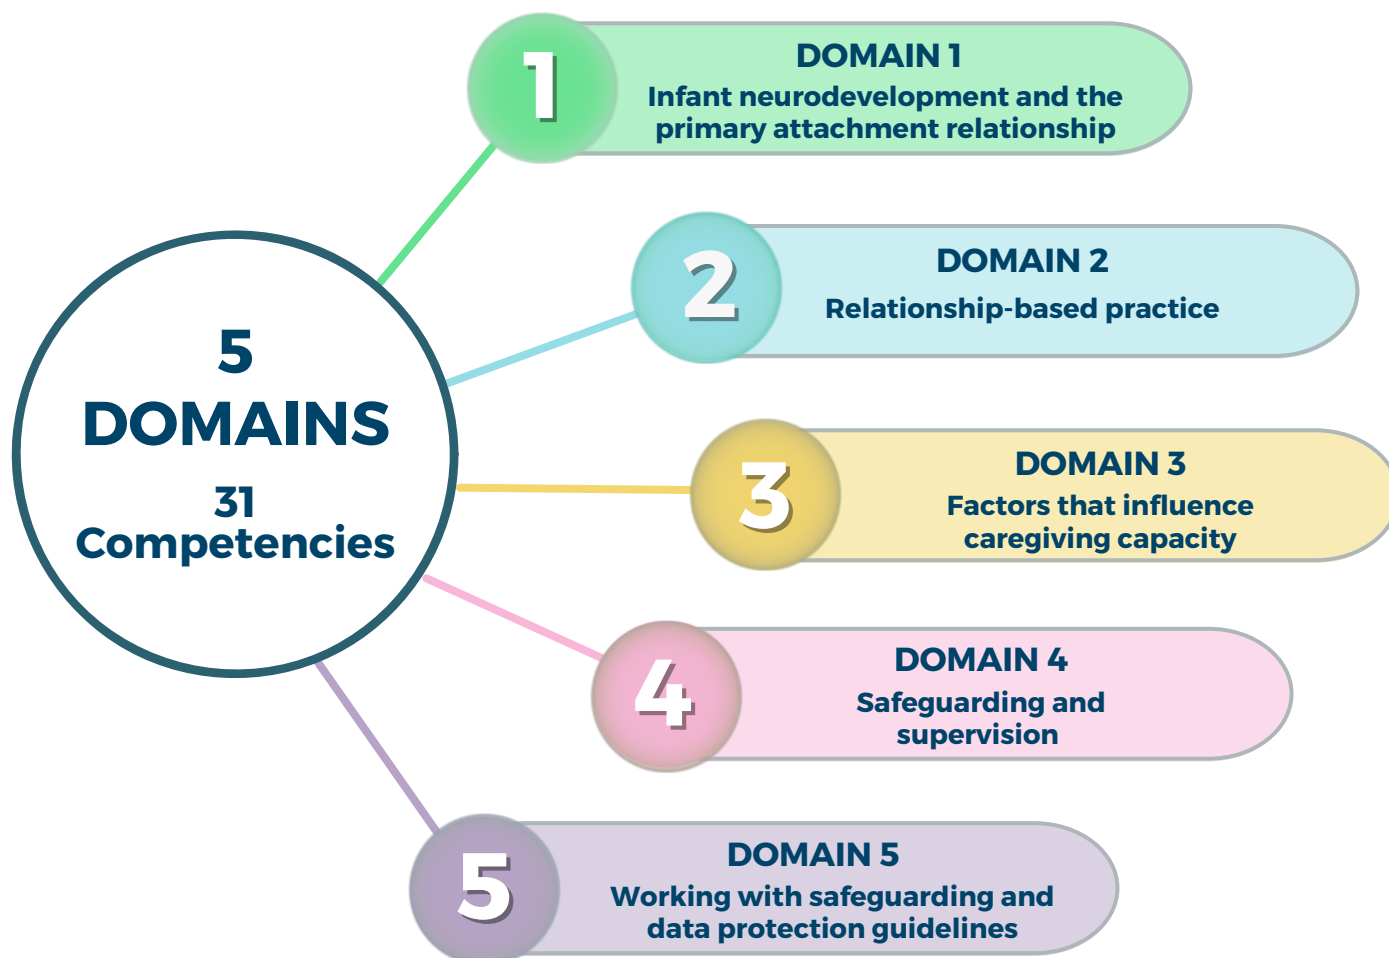 5
DOMAINS
31
Competencies
1
DOMAIN 1
Infant neurodevelopment and the
primary attachment relationship
2
DOMAIN 2
Relationship-based practice
3
DOMAIN 3
Factors that influence
caregiving capacity
4
DOMAIN 4
Safeguarding and
supervision
5
DOMAIN 5
Working with safeguarding and
data protection guidelines